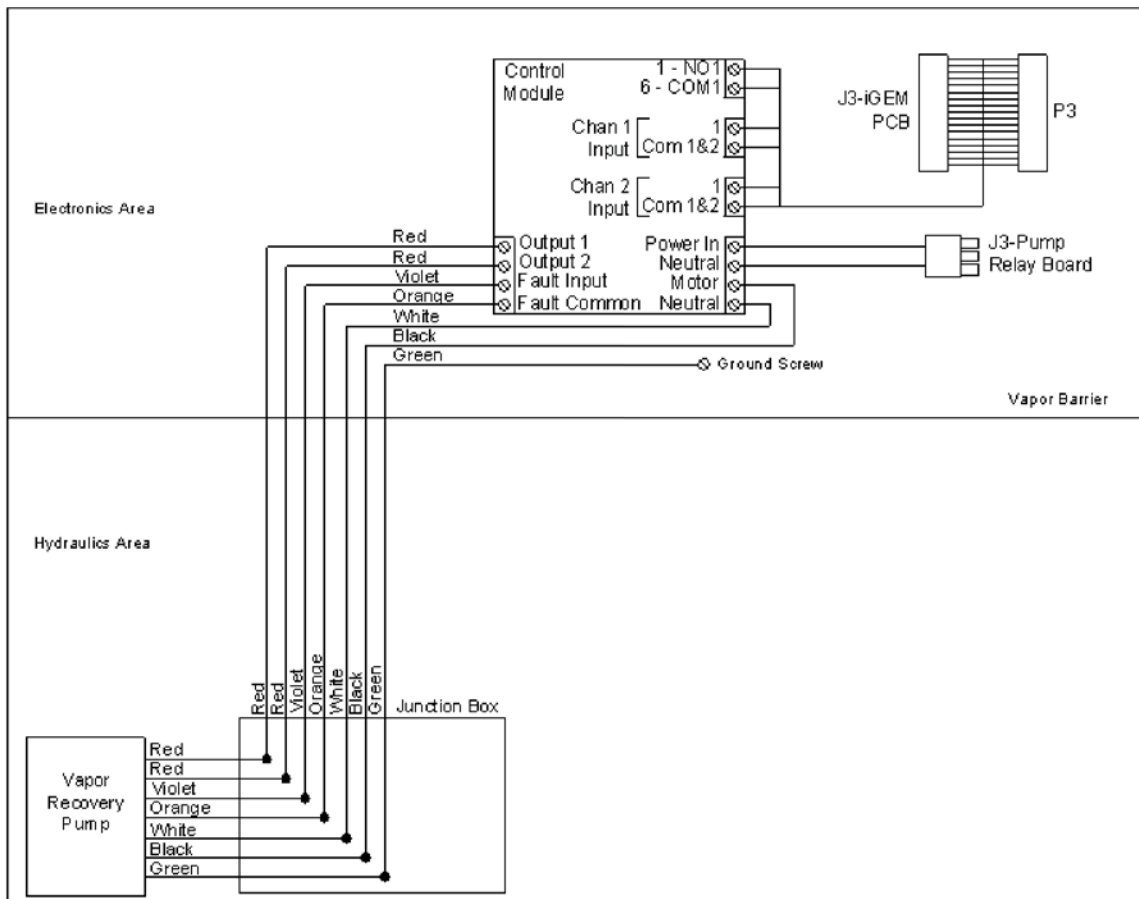 Control
Module
1 - NO1
6 - COM1
Chan 1
Input
1
Com 1&2
Chan 2
Input
1
Com 1&2
J3-iGEM
PCB
P3
Electronics Area
Red
Red
Violet
Orange
White
Black
Green
Output 1
Output 2
Fault Input
Fault Common
Power In
Neutral
Motor
Neutral
J3-Pump
Relay Board
Ground Screw
Vapor Barrier
Hydraulics Area
Red
Red
Violet
Orange
White
Black
Green
Junction Box
Vapor
Recovery
Pump
Red
Red
Violet
Orange
White
Black
Green